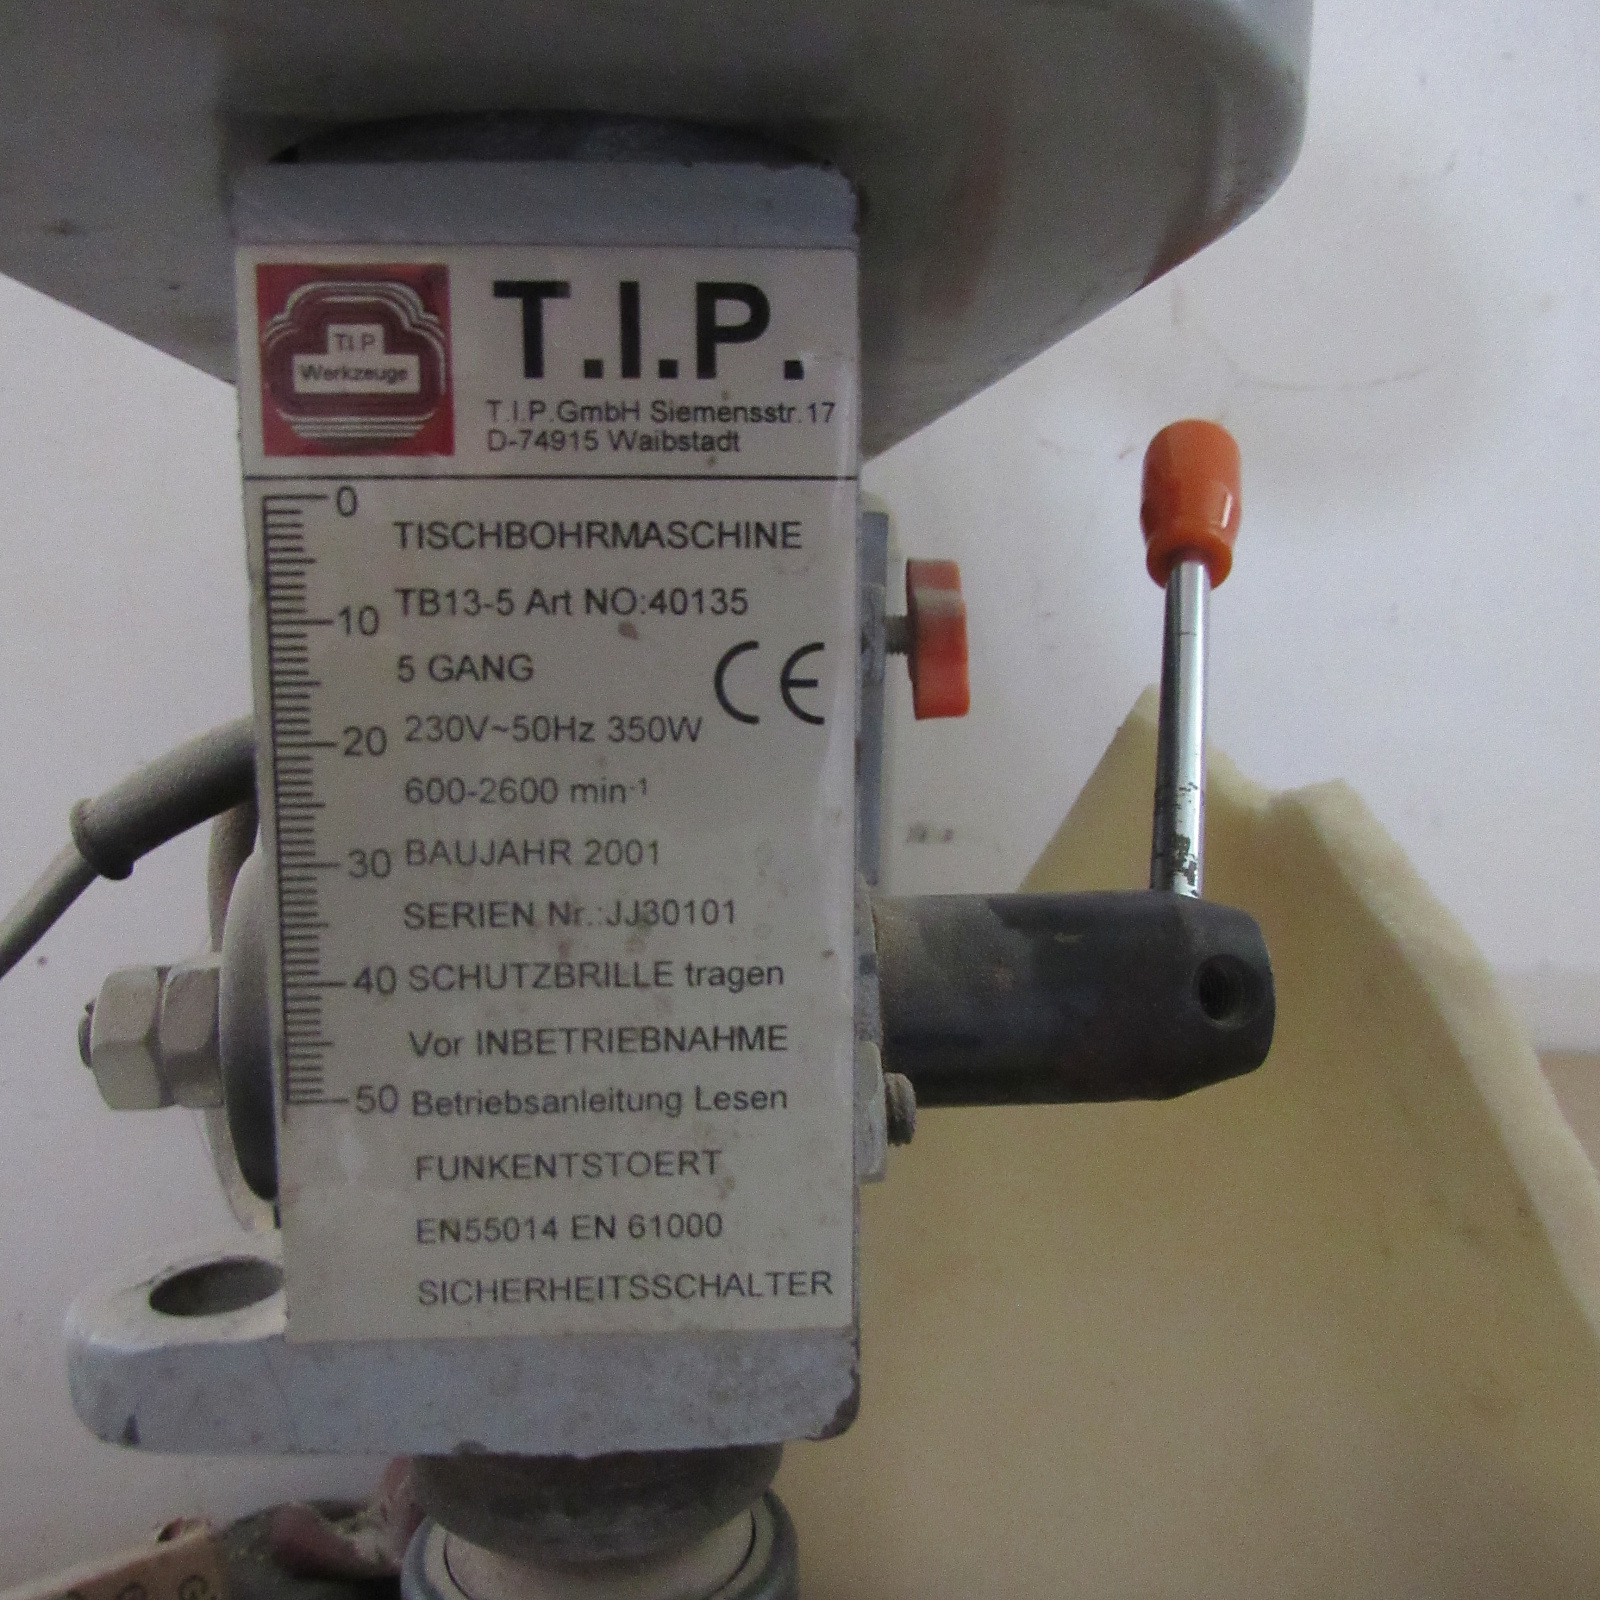 T.I.P
Werkzeuge
T.I.P.
T.I.P.GmbH Siemensstr.17
D-74915 Waibstadt
0
TISCHBOHRMASCHINE
TB13-5 Art NO:40135
10
5 GANG
CE
230V~50Hz 350W
20
600-2600 min-1
BAUJAHR 2001
30
SERIEN Nr.:JJ30101
40
SCHUTZBRILLE tragen
Vor INBETRIEBNAHME
50
Betriebsanleitung Lesen
FUNKENTSTOERT
EN55014 EN 61000
SICHERHEITSSCHALTER